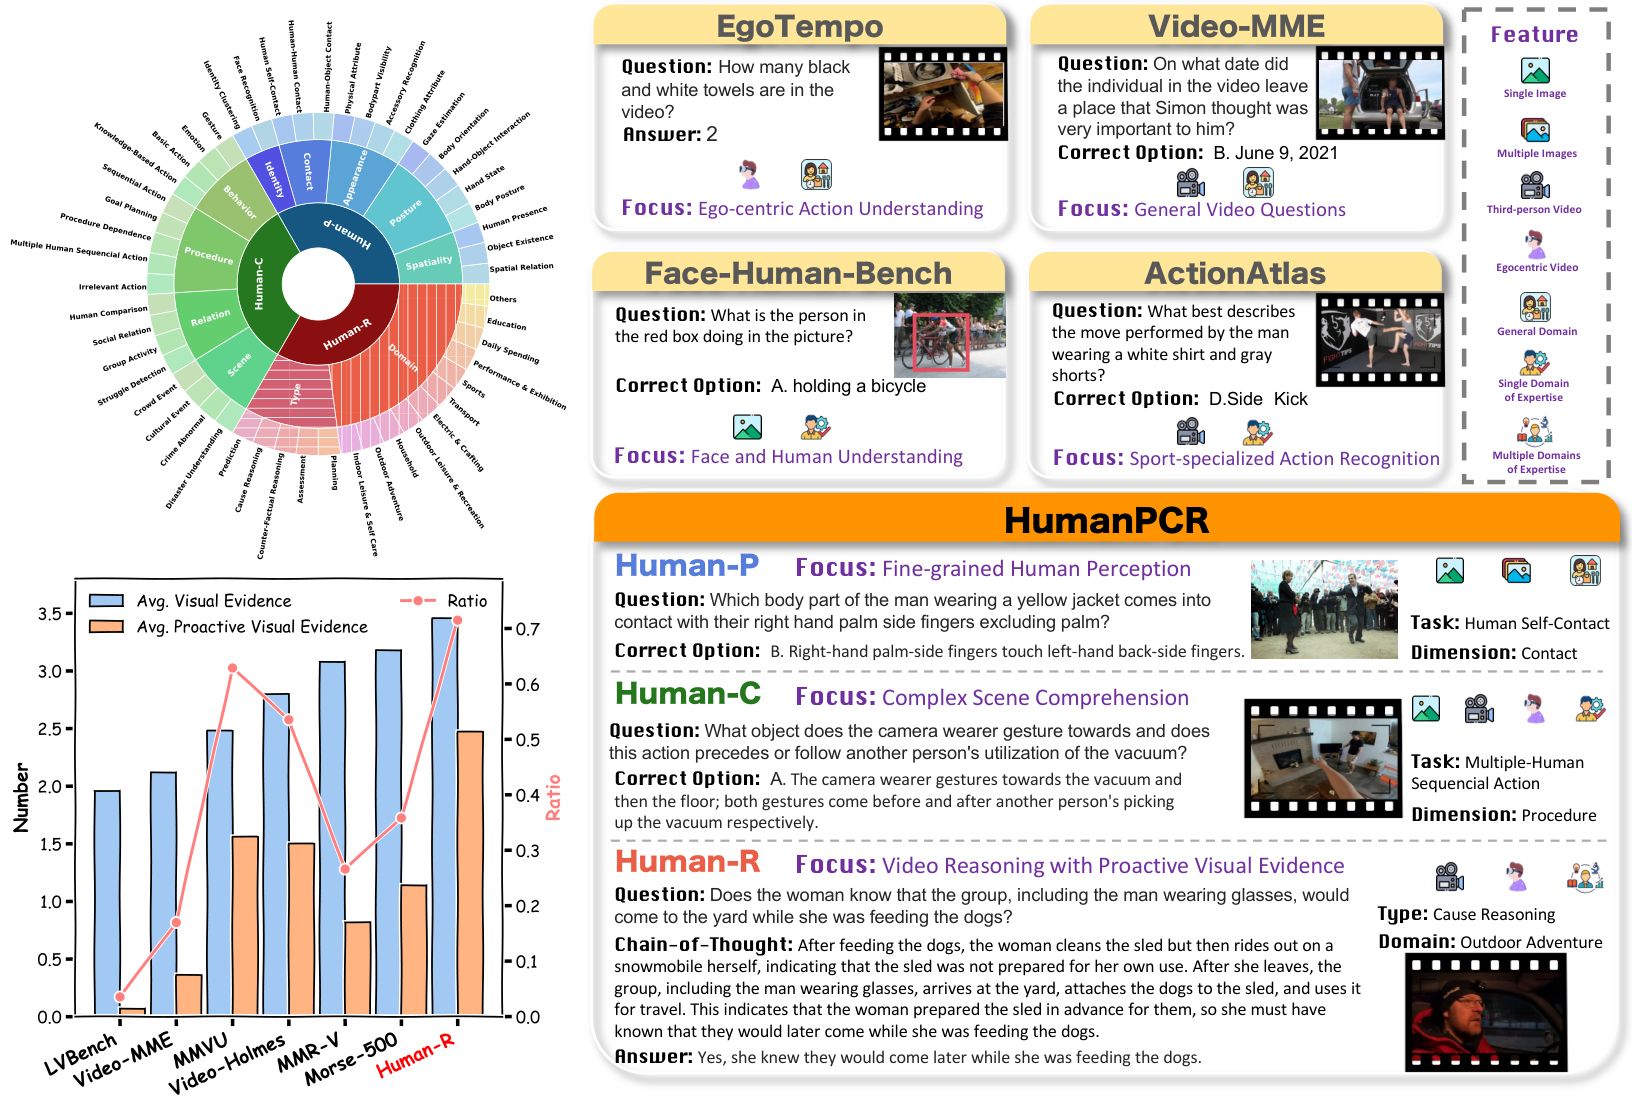 Human-P
Human-C
Human-R
Identity
Contact
Appearance
Posture
Spatiality
Behavior
Procedure
Relation
Scene
Type
Domain
Identity Clustering
Face Recognition
Human Self-Contact
Human-Human Contact
Human-Object Contact
Physical Attribute
Bodypart Visibility
Accessory Recognition
Clothing Attribute
Gaze Estimation
Body Orientation
Hand-Object Interaction
Hand State
Body Posture
Human Presence
Object Existence
Spatial Relation
Others
Education
Daily Spending
Performance & Exhibition
Sports
Transport
Electric & Crafting
Outdoor Leisure & Recreation
Household
Outdoor Adventure
Indoor Leisure & Self Care
Planning
Assessment
Counter-Factual Reasoning
Cause Reasoning
Prediction
Disaster Understanding
Crime Abnormal
Cultural Event
Crowd Event
Struggle Detection
Group Activity
Social Relation
Human Comparison
Irrelevant Action
Multiple Human Sequencial Action
Procedure Dependence
Goal Planning
Sequential Action
Knowledge-Based Action
Basic Action
Emotion
Gesture
Avg. Visual Evidence
Avg. Proactive Visual Evidence
Ratio
Number
3.5
3.0
2.5
2.0
1.5
1.0
0.5
0.0
0.7
0.6
0.5
0.4
0.3
0.2
0.1
0.0
Ratio
LVBench
Video-MME
MMVU
Video-Holmes
MMR-V
Morse-500
Human-R
EgoTempo
Question: How many black
and white towels are in the
video?
Answer: 2
Focus: Ego-centric Action Understanding
Video-MME
Question: On what date did
the individual in the video leave
a place that Simon thought was
very important to him?
Correct Option: B. June 9, 2021
Focus: General Video Questions
Face-Human-Bench
Question: What is the person in
the red box doing in the picture?
Correct Option: A. holding a bicycle
Focus: Face and Human Understanding
ActionAtlas
Question: What best describes
the move performed by the man
wearing a white shirt and gray
shorts?
Correct Option: D.Side Kick
Focus: Sport-specialized Action Recognition
Feature
Single Image
Multiple Images
Third-person Video
Egocentric Video
General Domain
Single Domain
of Expertise
Multiple Domains
of Expertise
HumanPCR
Human-P Focus: Fine-grained Human Perception
Question: Which body part of the man wearing a yellow jacket comes into
contact with their right hand palm side fingers excluding palm?
Correct Option: B. Right-hand palm-side fingers touch left-hand back-side fingers.
Task: Human Self-Contact
Dimension: Contact
Human-C Focus: Complex Scene Comprehension
Question: What object does the camera wearer gesture towards and does
this action precedes or follow another person's utilization of the vacuum?
Correct Option: A. The camera wearer gestures towards the vacuum and
then the floor; both gestures come before and after another person's picking
up the vacuum respectively.
Task: Multiple-Human
Sequencial Action
Dimension: Procedure
Human-R Focus: Video Reasoning with Proactive Visual Evidence
Question: Does the woman know that the group, including the man wearing glasses, would
come to the yard while she was feeding the dogs?
Chain-of-Thought: After feeding the dogs, the woman cleans the sled but then rides out on a
snowmobile herself, indicating that the sled was not prepared for her own use. After she leaves, the
group, including the man wearing glasses, arrives at the yard, attaches the dogs to the sled, and uses it
for travel. This indicates that the woman prepared the sled in advance for them, so she must have
known that they would later come while she was feeding the dogs.
Answer: Yes, she knew they would come later while she was feeding the dogs.
Type: Cause Reasoning
Domain: Outdoor Adventure